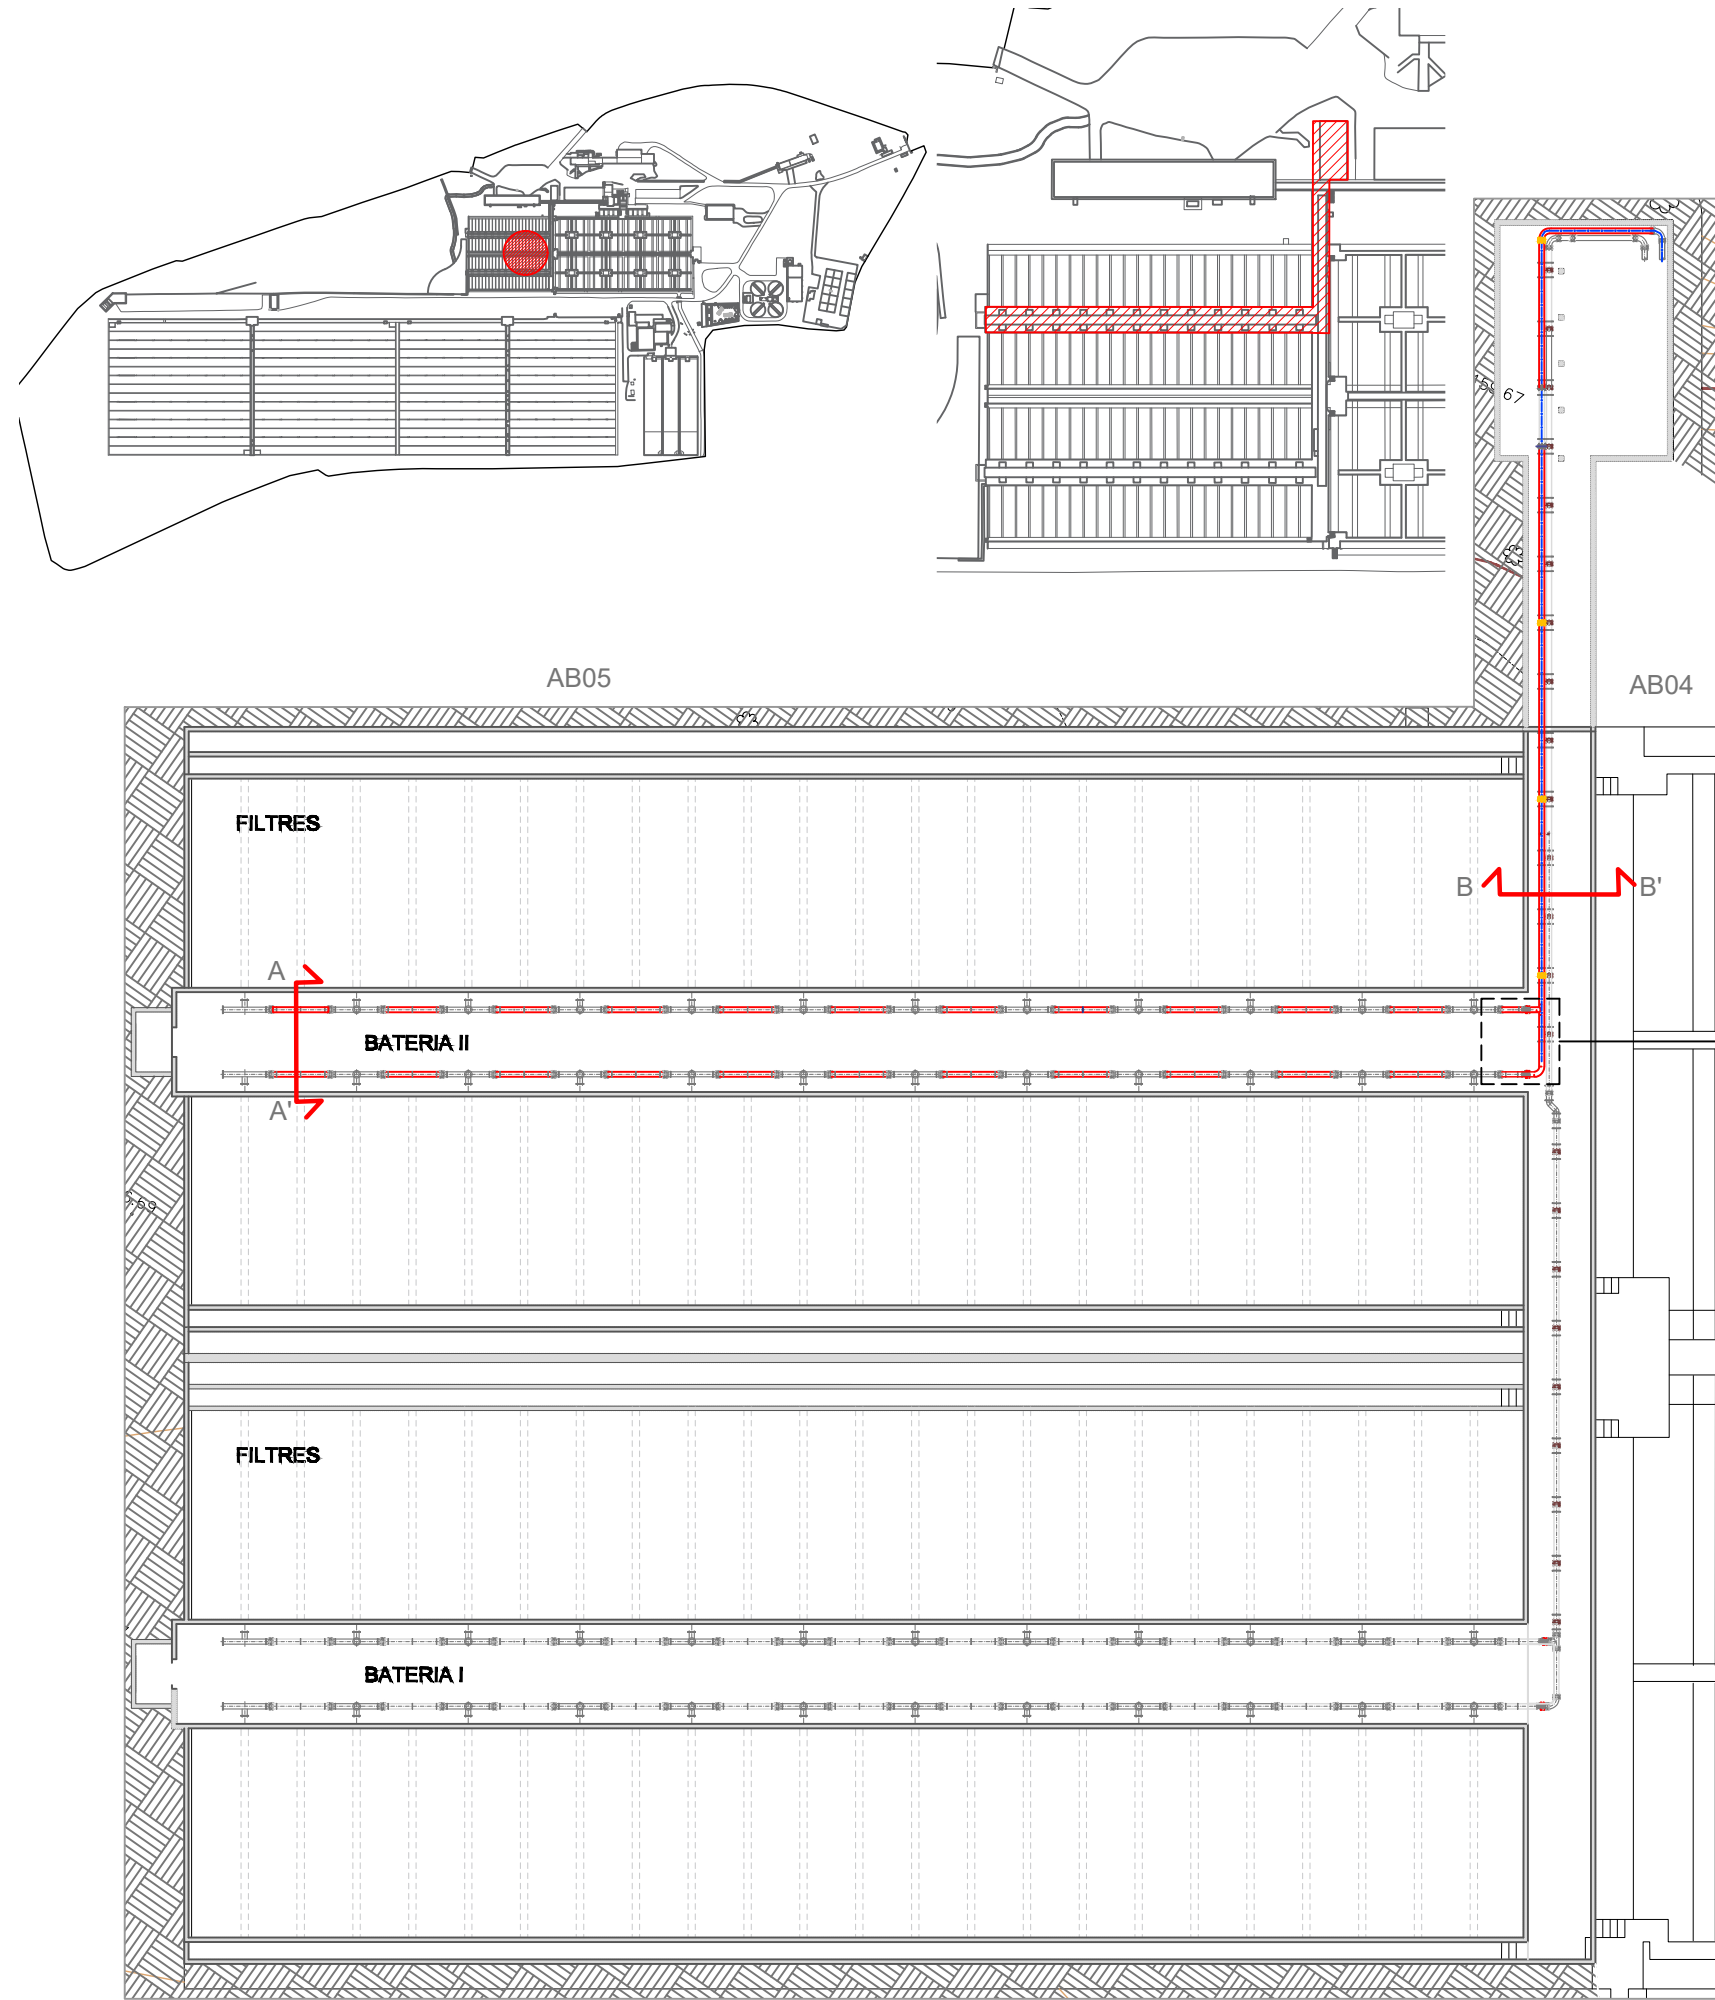 AB05
AB04
FILTRES
B
B'
A
BATERIA II
A'
FILTRES
BATERIA I